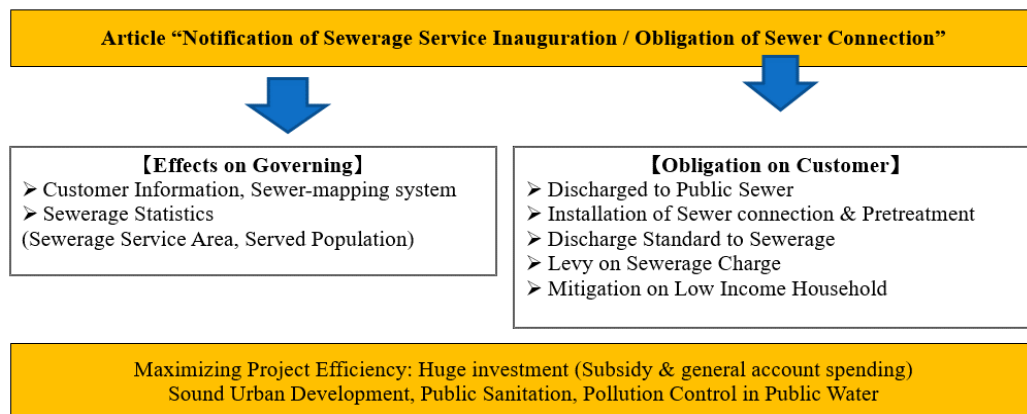 Article “Notification of Sewerage Service Inauguration / Obligation of Sewer Connection”
【Effects on Governing】
➢ Customer Information, Sewer-mapping system
➢ Sewerage Statistics
(Sewerage Service Area, Served Population)
【Obligation on Customer】
➢ Discharged to Public Sewer
➢ Installation of Sewer connection & Pretreatment
➢ Discharge Standard to Sewerage
➢ Levy on Sewerage Charge
➢ Mitigation on Low Income Household
Maximizing Project Efficiency: Huge investment (Subsidy & general account spending)
Sound Urban Development, Public Sanitation, Pollution Control in Public Water